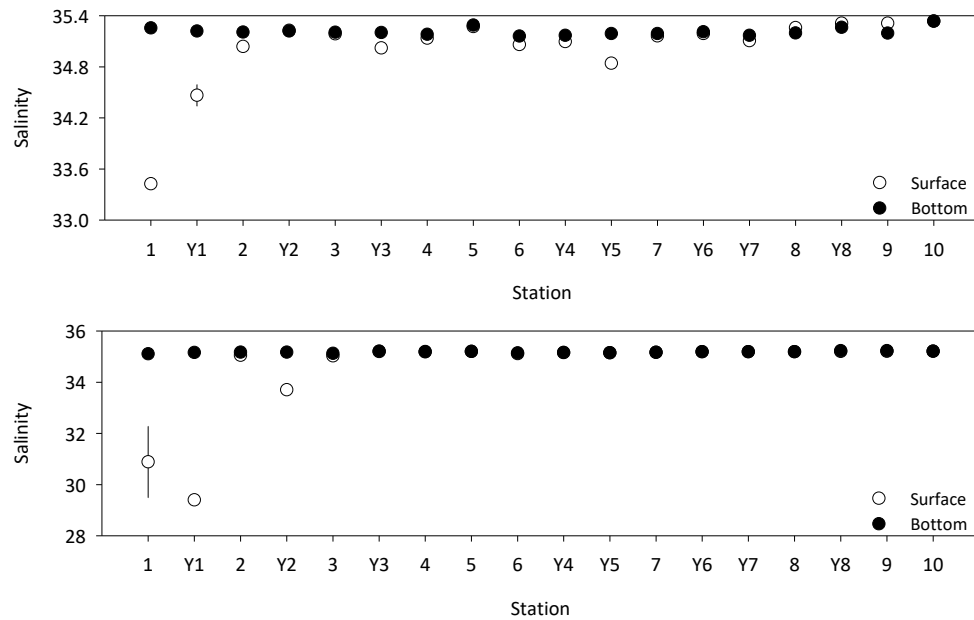 35.4
34.8
34.2
33.6
33.0
Salinity
Surface
Bottom
1 Y1 2 Y2 3 Y3 4 5 6 Y4 Y5 7 Y6 Y7 8 Y8 9 10
Station
36
34
32
30
28
Salinity
Surface
Bottom
1 Y1 2 Y2 3 Y3 4 5 6 Y4 Y5 7 Y6 Y7 8 Y8 9 10
Station